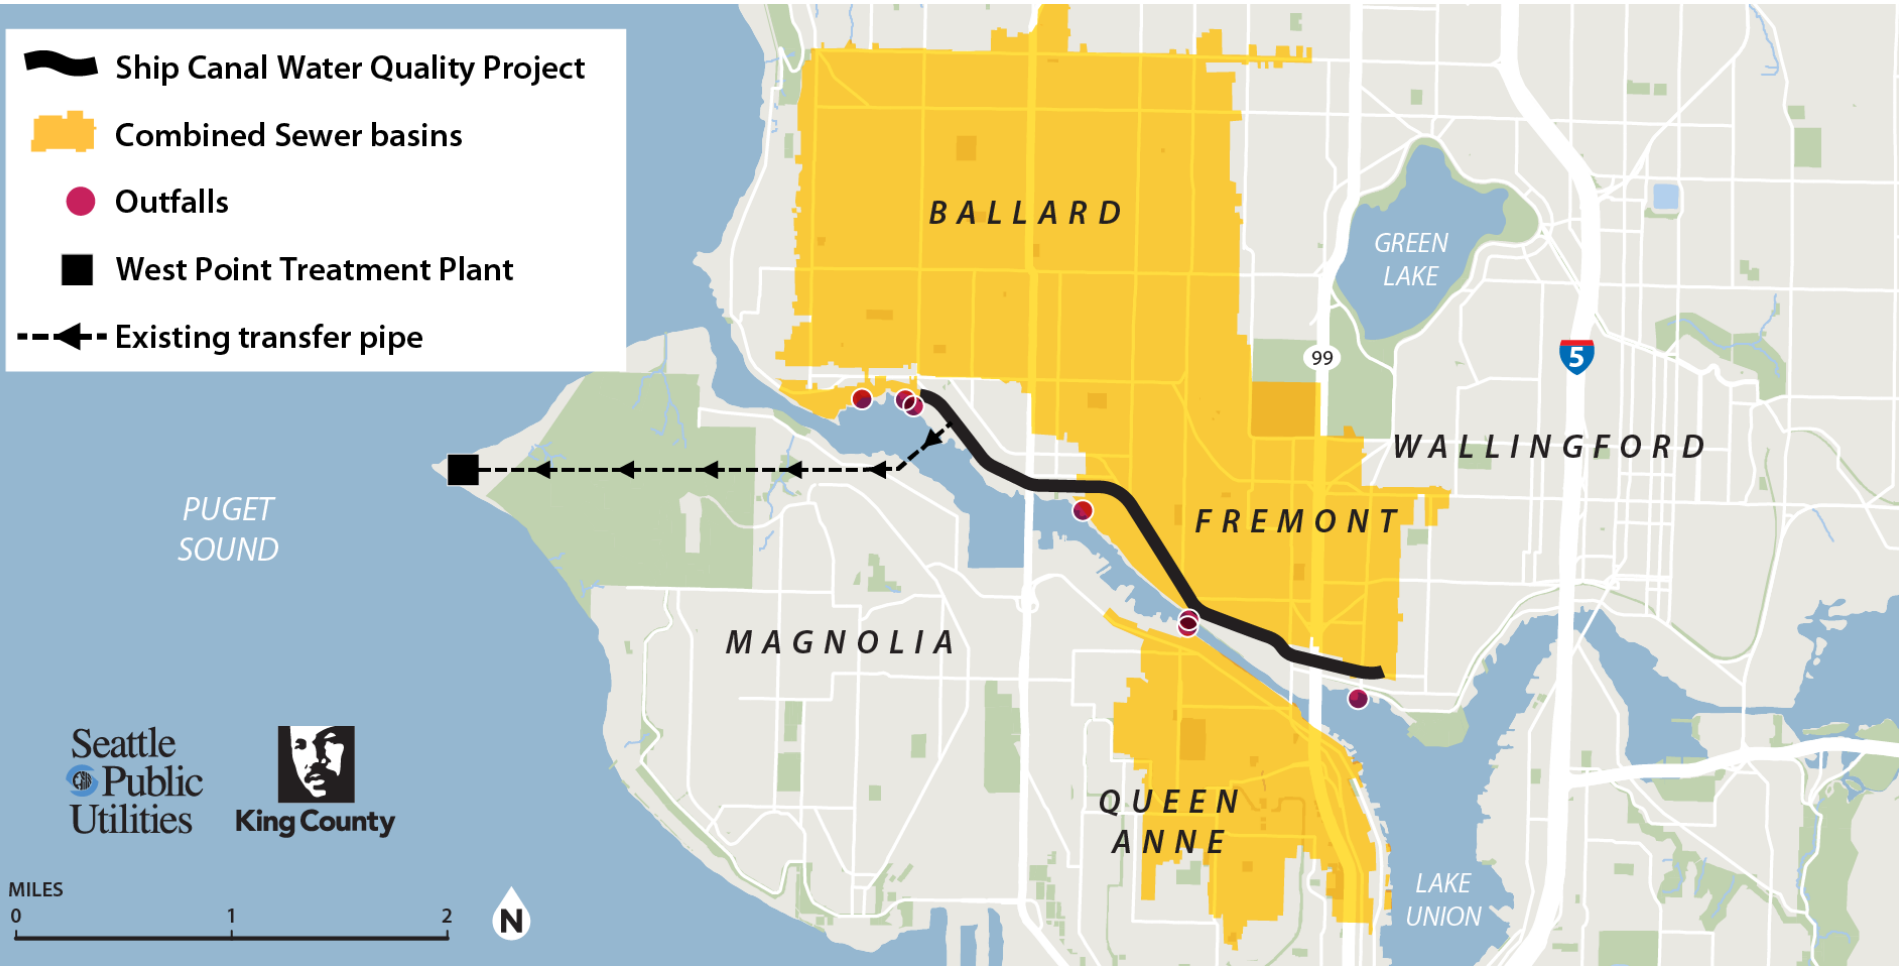 Ship Canal Water Quality Project
Combined Sewer basins
Outfalls
West Point Treatment Plant
Existing transfer pipe
BALLARD
GREEN
LAKE
99
5
WALLINGFORD
PUGET
SOUND
FREMONT
MAGNOLIA
Seattle
Public
Utilities
King County
QUEEN
ANNE
LAKE
UNION
MILES
0 1 2
N